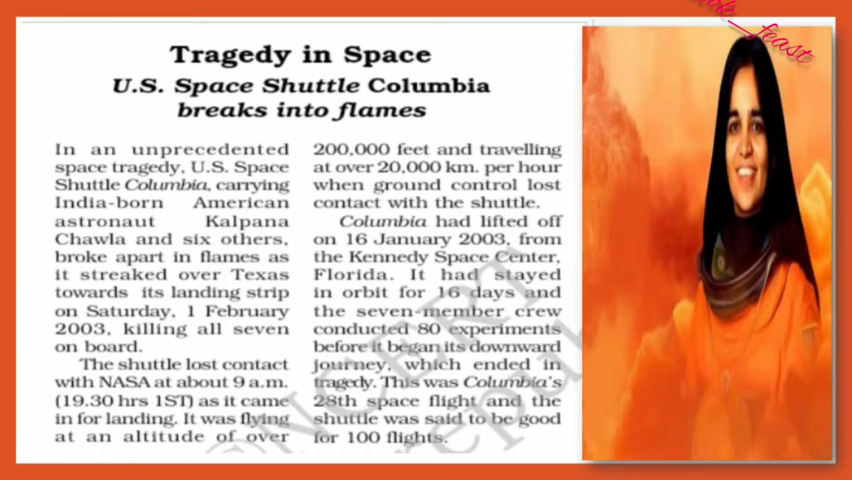 Tragedy in Space
U.S. Space Shuttle Columbia
breaks into flames
In an unprecedented
space tragedy, U.S. Space
Shuttle Columbia, carrying
India-born American
astronaut Kalpana
Chawla and six others,
broke apart in flames as
it streaked over Texas
towards its landing strip
on Saturday, 1 February
2003, killing all seven
on board.
The shuttle lost contact
with NASA at about 9 a.m.
(19.30 hrs 1ST) as it came
in for landing. It was flying
at an altitude of over
200,000 feet and travelling
at over 20,000 km. per hour
when ground control lost
contact with the shuttle.
Columbia had lifted off
on 16 January 2003, from
the Kennedy Space Center,
Florida. It had stayed
in orbit for 16 days and
the seven-member crew
conducted 80 experiments
before it began its downward
journey, which ended in
tragedy. This was Columbia's
28th space flight and the
shuttle was said to be good
for 100 flights.
feast